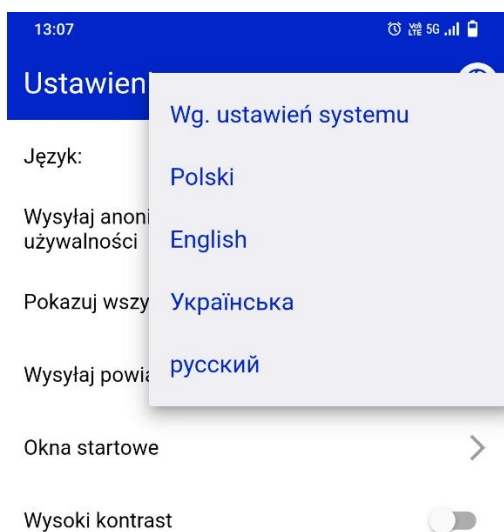 13:07
5G
Ustawien
Wg. ustawień systemu
Język:
Polski
Wysyłaj anoni
używalności
English
Pokazuj wszy
Українська
Wysyłaj powia
русский
Okna startowe
Wysoki kontrast